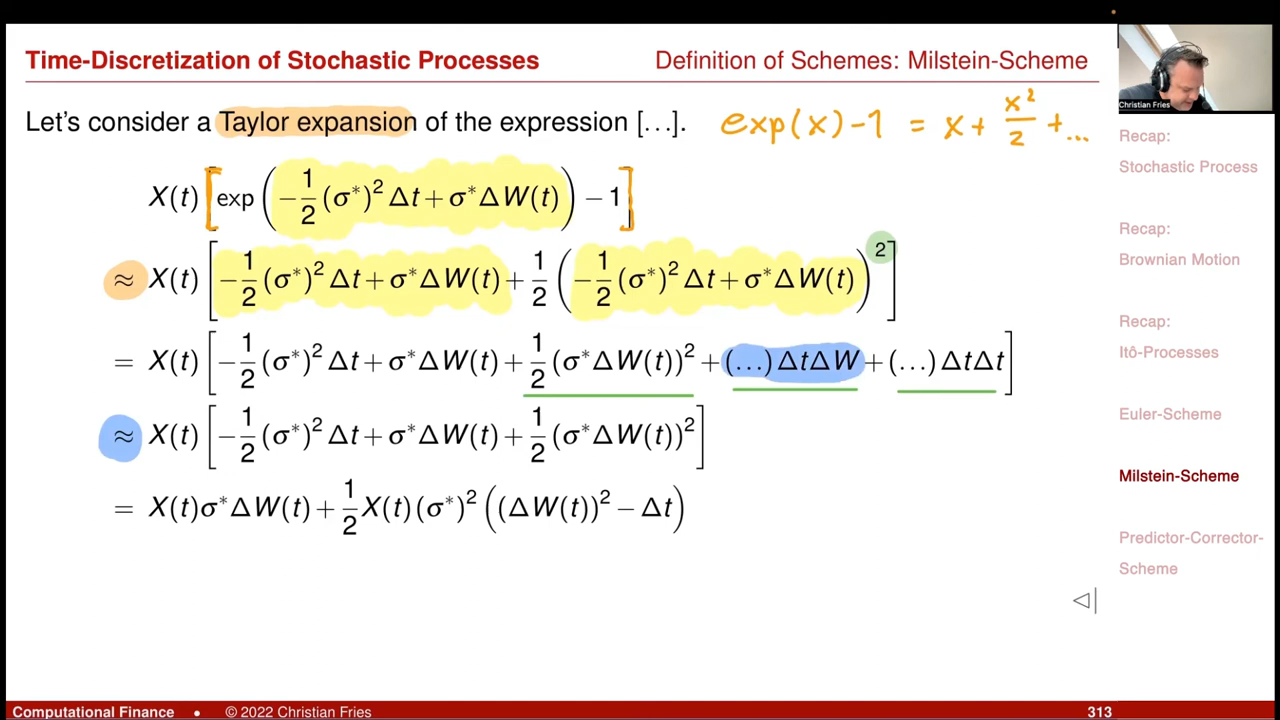 Time-Discretization of Stochastic Processes
Definition of Schemes: Milstein-Scheme
Let's consider a Taylor expansion of the expression [...].
exp(x)-1 = x + x²/2 + ...
X(t) [exp (−1/2 (σ*)² Δt + σ* ΔW(t)) − 1]
≈ X(t) [−1/2 (σ*)² Δt + σ* ΔW(t) + 1/2 (−1/2 (σ*)² Δt + σ* ΔW(t))²]
= X(t) [−1/2 (σ*)² Δt + σ* ΔW(t) + 1/2 (σ* ΔW(t))² + (...) ΔtΔW + (...) ΔtΔt]
≈ X(t) [−1/2 (σ*)² Δt + σ* ΔW(t) + 1/2 (σ* ΔW(t))²]
= X(t)σ* ΔW(t) + 1/2 X(t) (σ*)² ((ΔW(t))² − Δt)
Christian Fries
Recap:
Stochastic Process
Recap:
Brownian Motion
Recap:
Itô-Processes
Euler-Scheme
Milstein-Scheme
Predictor-Corrector-
Scheme
Computational Finance • © 2022 Christian Fries
313